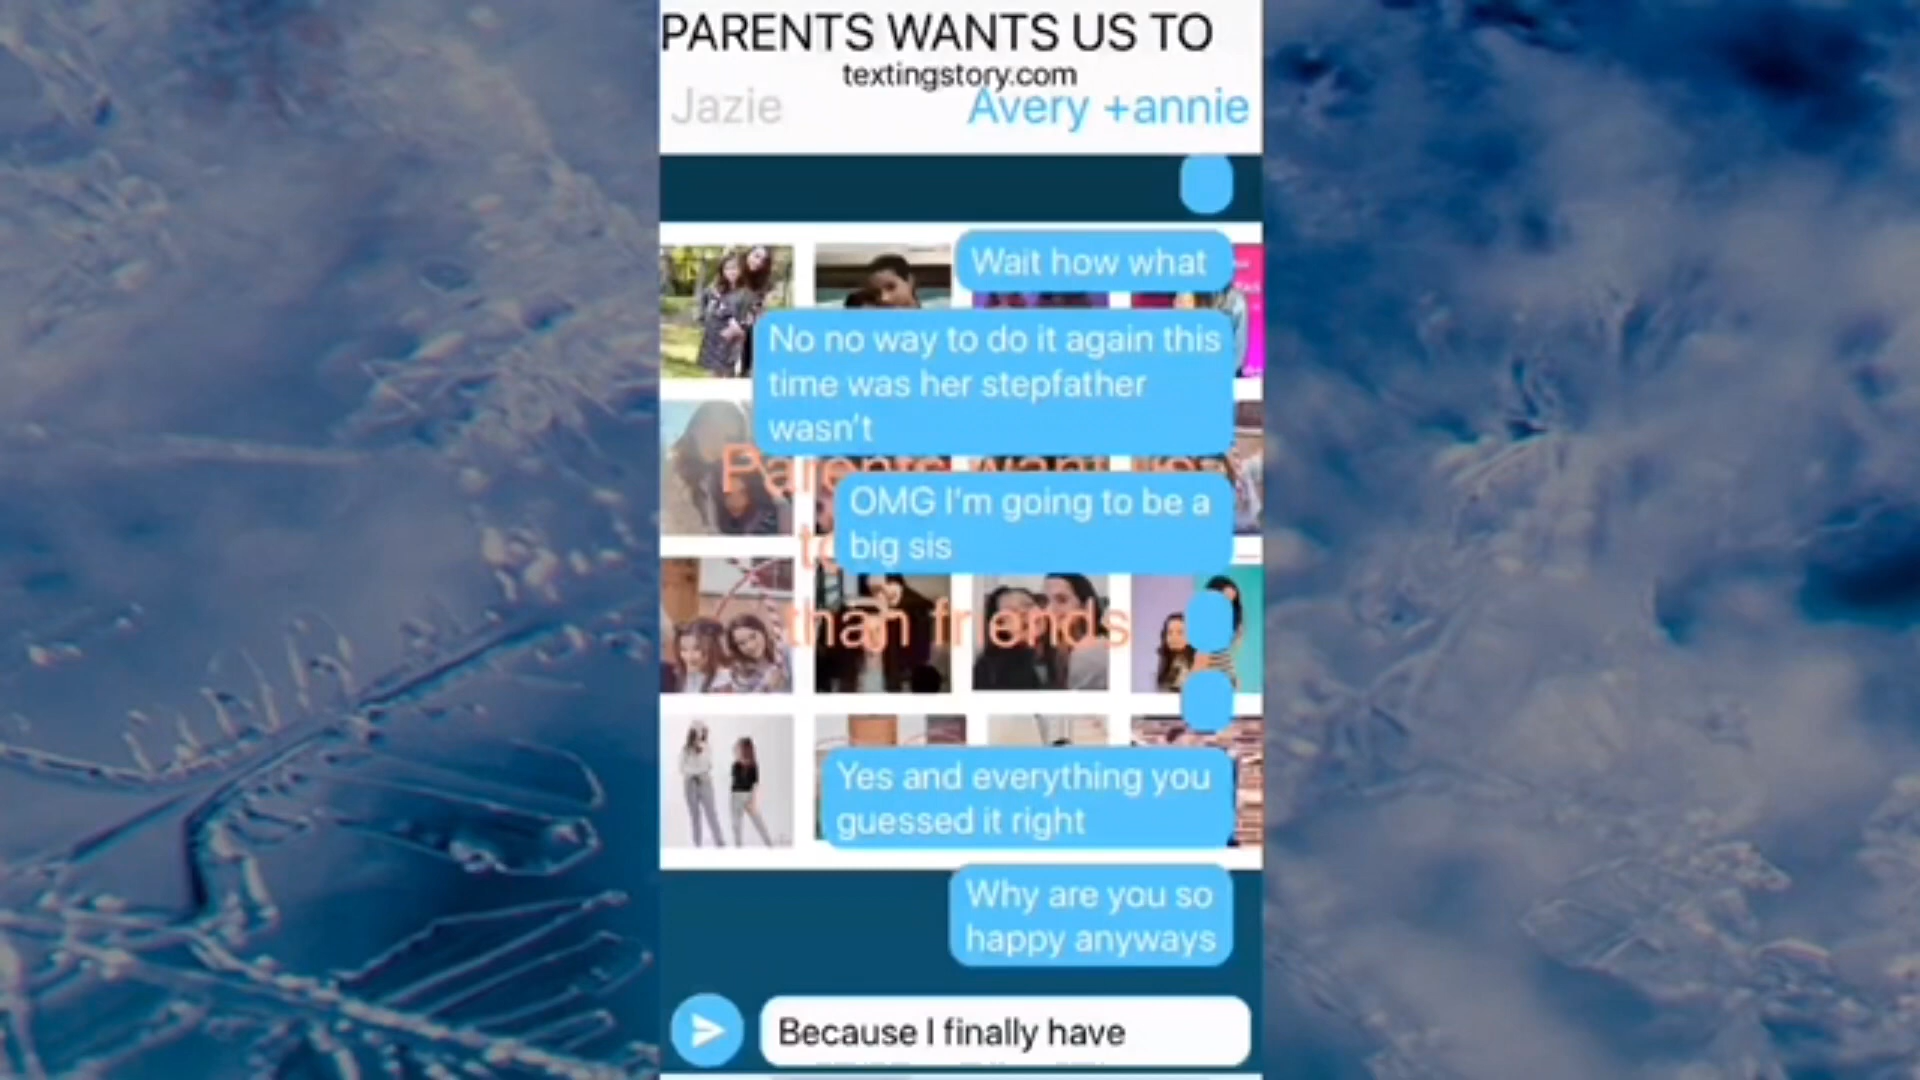 PARENTS WANTS US TO
textingstory.com
Jazie
Avery +annie
Wait how what
No no way to do it again this
time was her stepfather
wasn't
Parents want
OMG I'm going to be a
big sis
than friends
Yes and everything you
guessed it right
Why are you so
happy anyways
Because I finally have